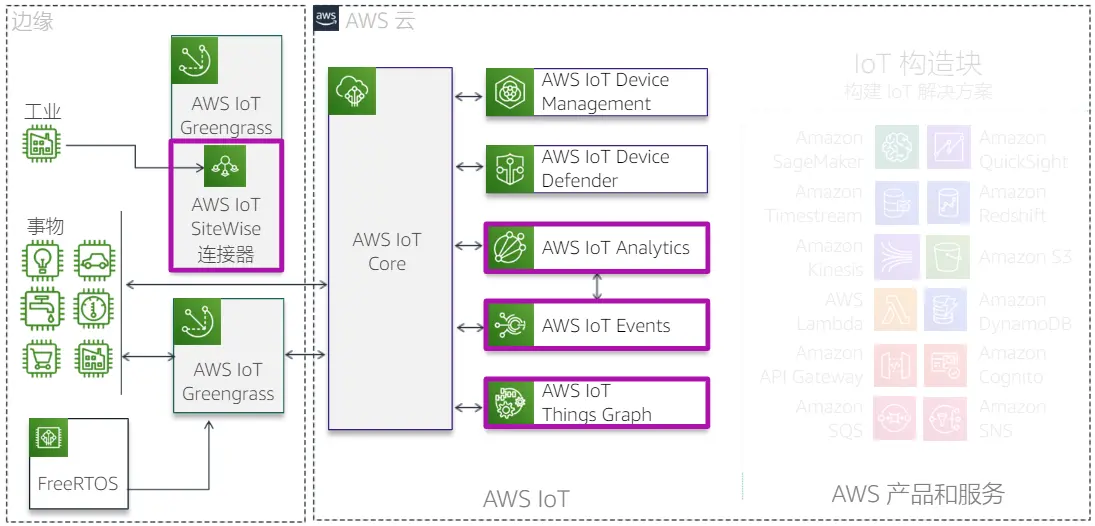 边缘
工业
AWS IoT
Greengrass
AWS IoT
SiteWise
连接器
事物
AWS IoT
Greengrass
FreeRTOS
aws
AWS 云
AWS IoT
Core
AWS IoT Device
Management
AWS IoT Device
Defender
AWS IoT Analytics
AWS IoT Events
AWS IoT
Things Graph
AWS IoT
IoT 构造块
构建 IoT 解决方案
Amazon
SageMaker
Amazon
QuickSight
Amazon
Timestream
Amazon
Redshift
Amazon
Kinesis
Amazon S3
AWS
Lambda
Amazon
DynamoDB
Amazon
API Gateway
Amazon
Cognito
Amazon
SQS
Amazon
SNS
AWS 产品和服务